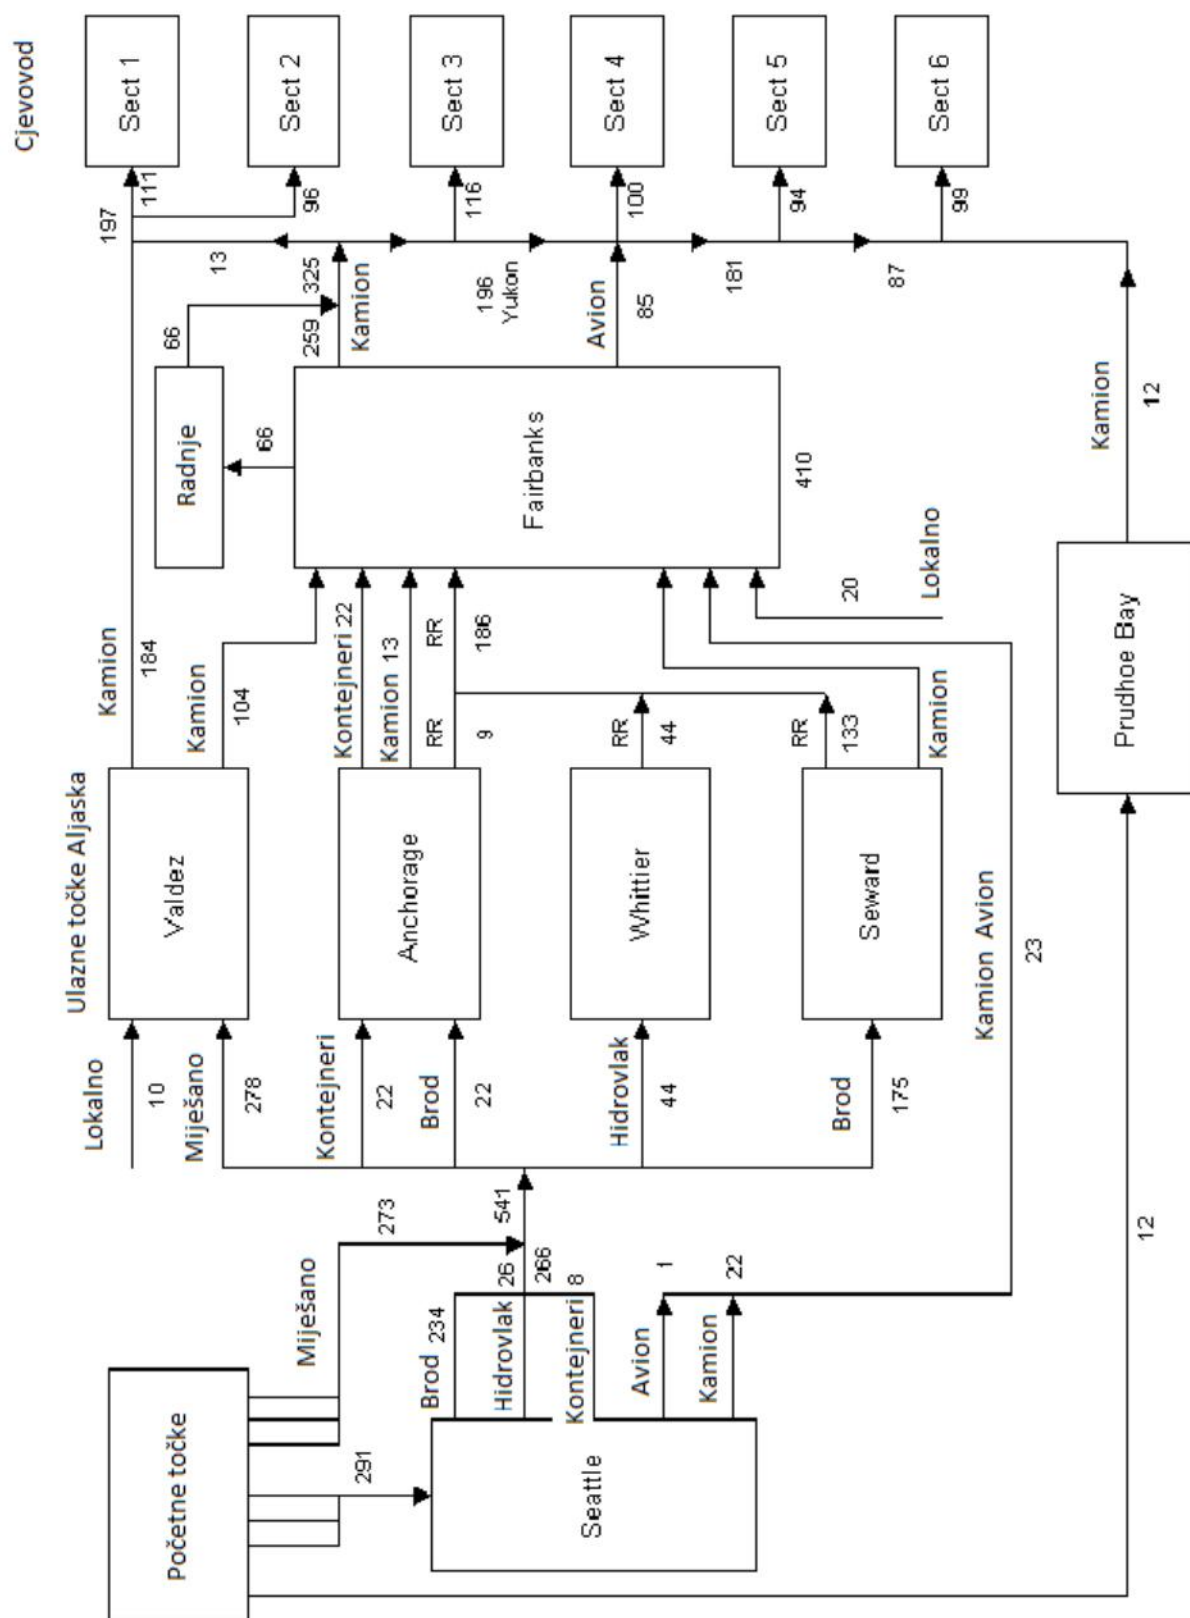 Početne točke
291
Miješano
273
Seattle
Brod
234
Hidrovlak
26
266
Kontejneri
8
Avion
1
Kamion
22
541
12
Ulazne točke Aljaska
Lokalno
10
Miješano
278
Valdez
Kontejneri
22
Brod
22
Anchorage
Hidrovlak
44
Whittier
Brod
175
Seward
Kamion Avion
23
Prudhoe Bay
Kamion
184
Kamion
104
Kontejneri 22
Kamion 13
RR
9
RR
186
RR
44
RR
133
Kamion
20
Lokalno
Radnje
66
66
Fairbanks
410
259
325
Kamion
Avion
85
Kamion
12
13
197
196
Yukon
181
87
Cjevovod
111
Sect 1
96
Sect 2
116
Sect 3
100
Sect 4
94
Sect 5
99
Sect 6